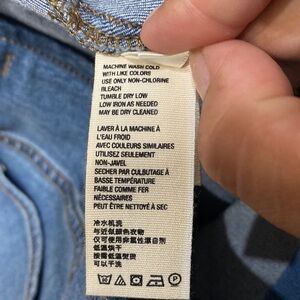 MACHINE WASH COLD
WITH LIKE COLORS
USE ONLY NON-CHLORINE
BLEACH
TUMBLE DRY LOW
LOW IRON AS NEEDED
MAY BE DRY CLEANED
LAVER À LA MACHINE À
L'EAU FROID
AVEC COULEURS SIMILAIRES
UTILISEZ SEULEMENT
NON-JAVEL
SECHER PAR CULBUTAGE À
BASSE TEMPÉRATURE
FAIBLE COMME FER
NÉCESSAIRES
PEUT ÊTRE NETTOYÉ À SEC
冷水机洗
与近似颜色衣物
仅可使用非氯漂白剂
低温烘干
按需低温熨烫
可以干洗